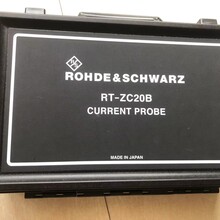 ROHDE&SCHWARZ
RT-ZC20B
CURRENT PROBE
MADE IN JAPAN